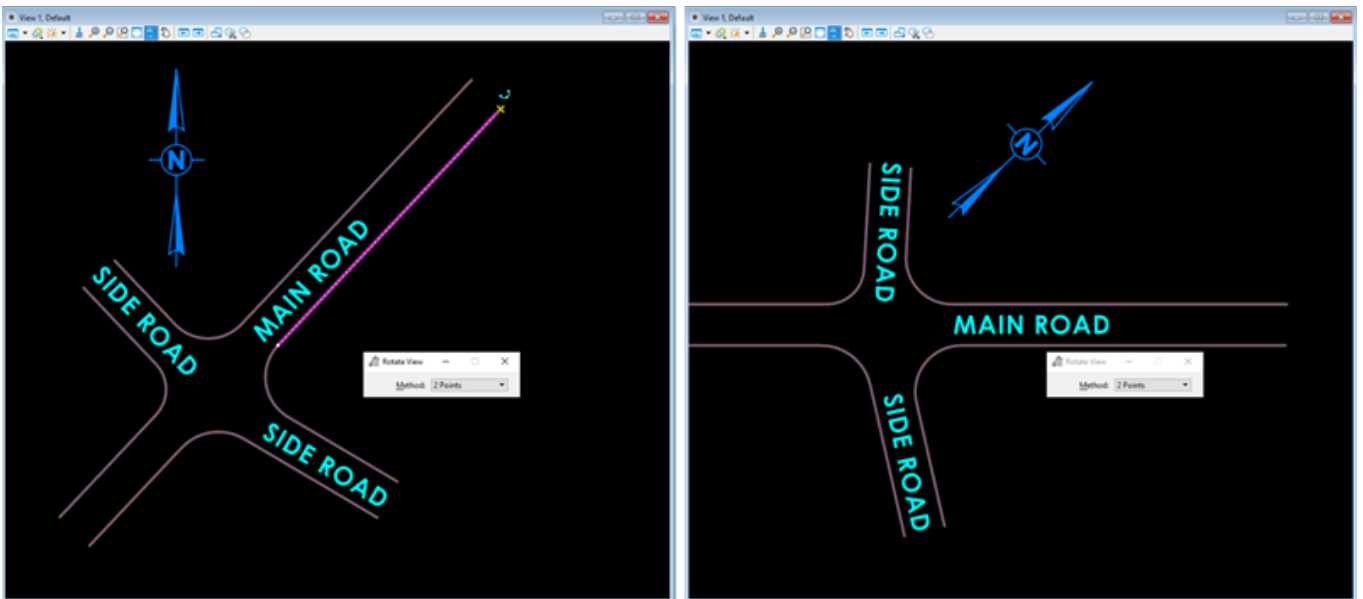 View 1, Default
N
MAIN ROAD
SIDE ROAD
SIDE ROAD
Rotate View
Method: 2 Points
View 1, Default
N
SIDE ROAD
MAIN ROAD
SIDE ROAD
Rotate View
Method: 2 Points